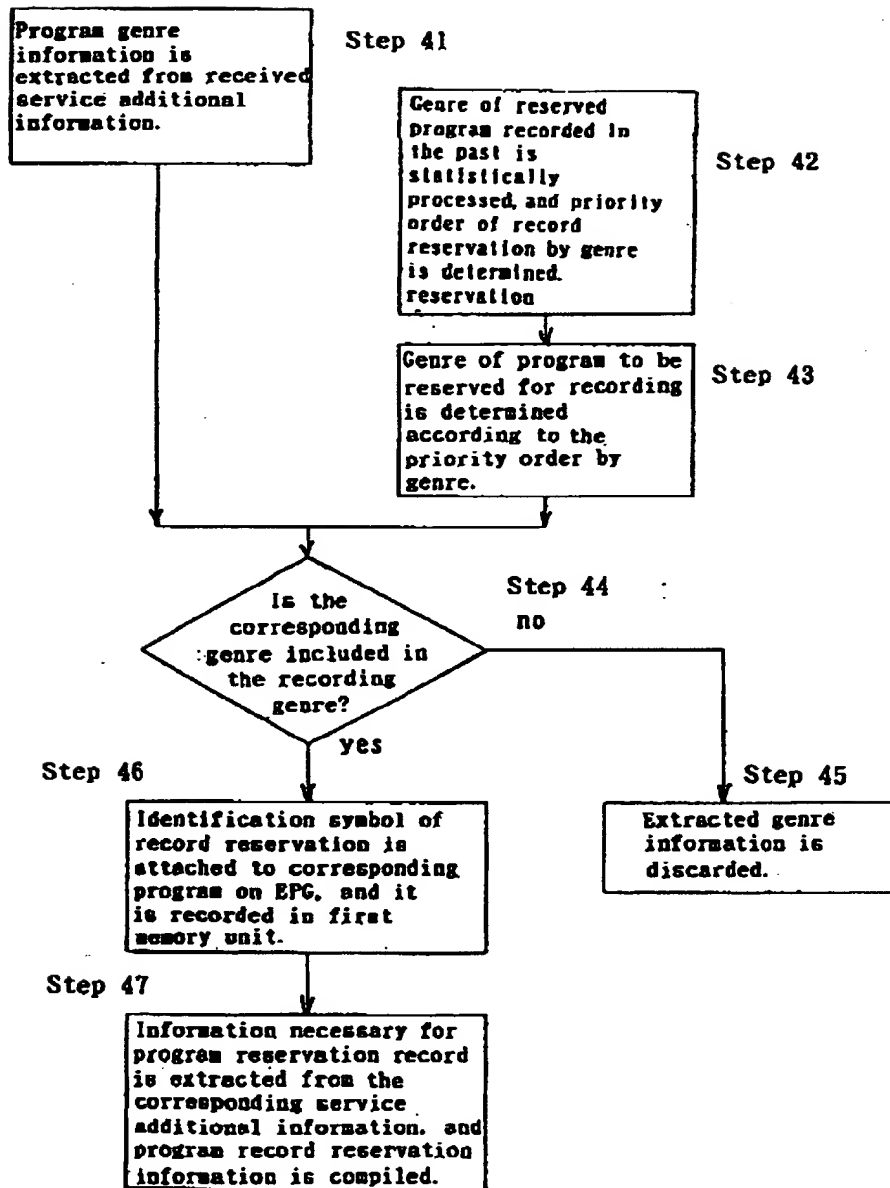 Program genre
information is
extracted from received
service additional
information.
Step 41
Genre of reserved
program recorded in
the past is
statistically
processed, and priority
order of record
reservation by genre
is determined.
reservation
Step 42
Genre of program to be
reserved for recording
is determined
according to the
priority order by
genre.
Step 43
Is the
corresponding
genre included in
the recording
genre?
Step 44
no
yes
Step 46
Identification symbol of
record reservation is
attached to corresponding
program on EPG, and it
is recorded in first
memory unit.
Step 45
Extracted genre
information is
discarded.
Step 47
Information necessary for
program reservation record
is extracted from the
corresponding service
additional information, and
program record reservation
information is compiled.